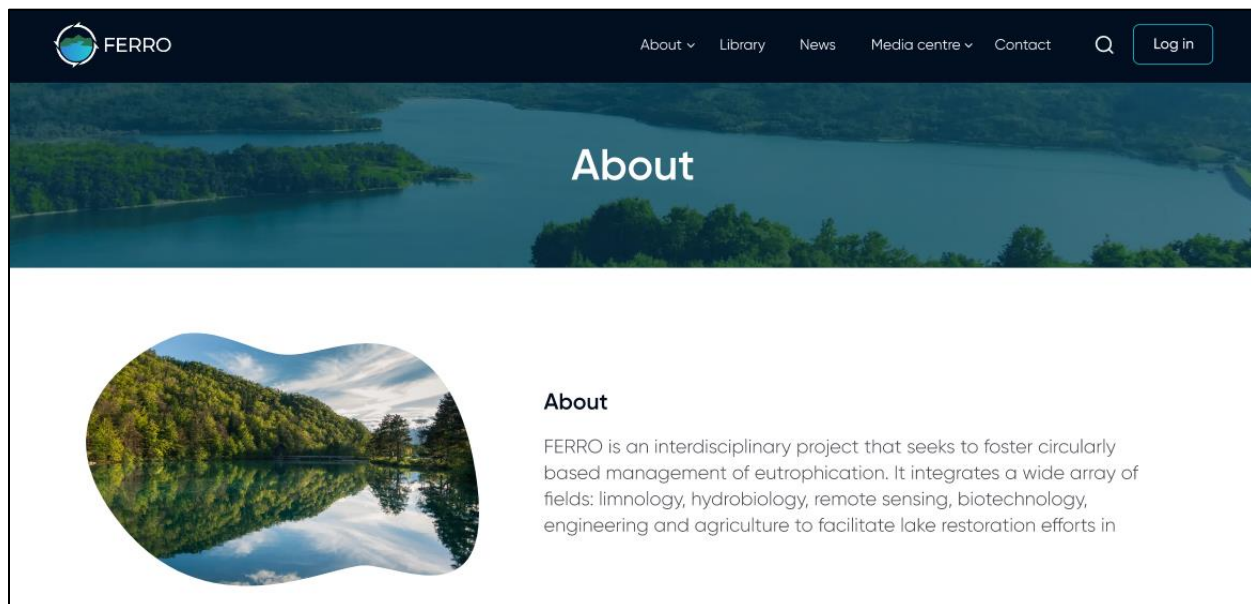 FERRO
About
Library
News
Media centre
Contact
Log in
About
About
FERRO is an interdisciplinary project that seeks to foster circularly
based management of eutrophication. It integrates a wide array of
fields: limnology, hydrobiology, remote sensing, biotechnology,
engineering and agriculture to facilitate lake restoration efforts in